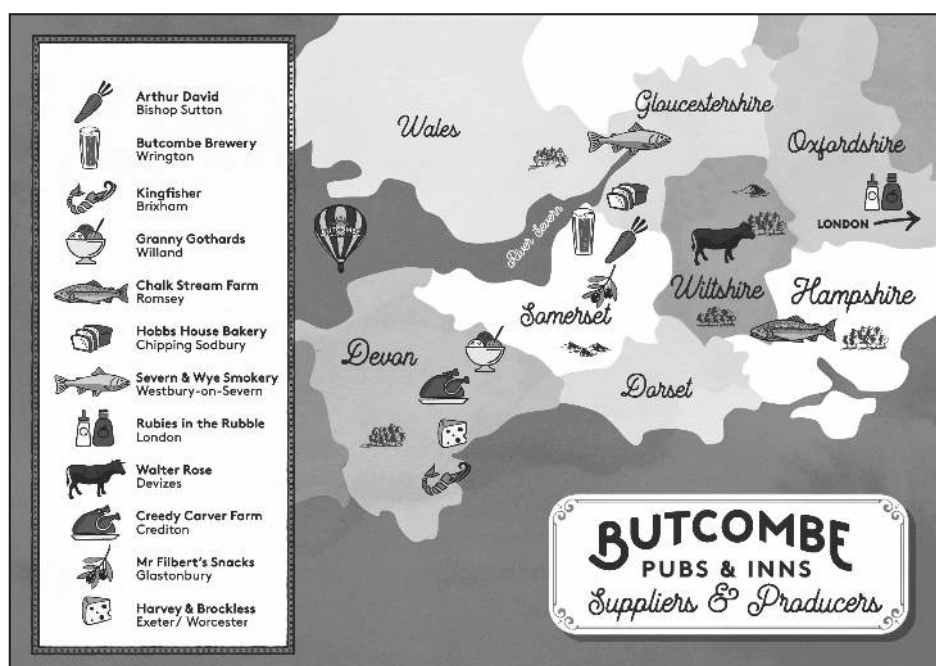 Arthur David
Bishop Sutton
Butcombe Brewery
Wrington
Kingfisher
Brixham
Granny Gothards
Willand
Chalk Stream Farm
Romsey
Hobbs House Bakery
Chipping Sodbury
Severn & Wye Smokery
Westbury-on-Severn
Rubies in the Rubble
London
Walter Rose
Devizes
Creedy Carver Farm
Crediton
Mr Filbert's Snacks
Glastonbury
Harvey & Brockless
Exeter/ Worcester
Wales
Gloucestershire
Oxfordshire
LONDON
BUTCOMBE
River Severn
Wiltshire
Hampshire
Somerset
Devon
Dorset
BUTCOMBE
PUBS & INNS
Suppliers & Producers